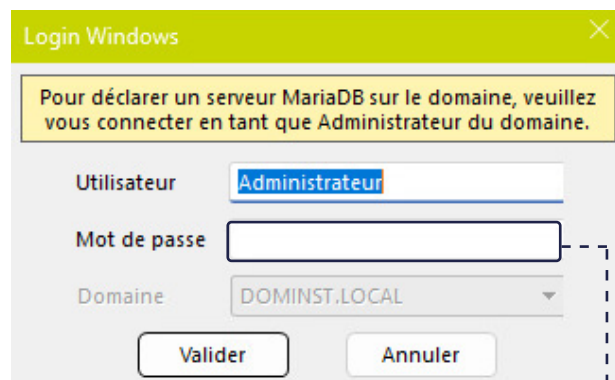 Login Windows
Pour déclarer un serveur MariaDB sur le domaine, veuillez
vous connecter en tant que Administrateur du domaine.
Utilisateur Administrateur
Mot de passe
Domaine DOMINST.LOCAL
Valider Annuler